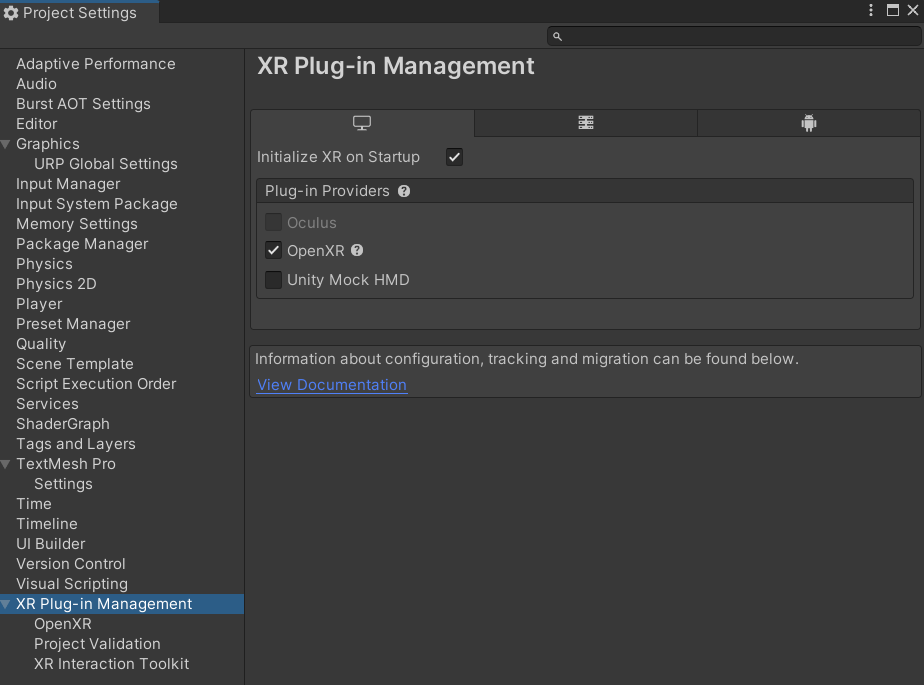 Project Settings
Adaptive Performance
Audio
Burst AOT Settings
Editor
Graphics
URP Global Settings
Input Manager
Input System Package
Memory Settings
Package Manager
Physics
Physics 2D
Player
Preset Manager
Quality
Scene Template
Script Execution Order
Services
ShaderGraph
Tags and Layers
TextMesh Pro
Settings
Time
Timeline
UI Builder
Version Control
Visual Scripting
XR Plug-in Management
OpenXR
Project Validation
XR Interaction Toolkit
XR Plug-in Management
Initialize XR on Startup
Plug-in Providers
Oculus
OpenXR
Unity Mock HMD
Information about configuration, tracking and migration can be found below.
View Documentation